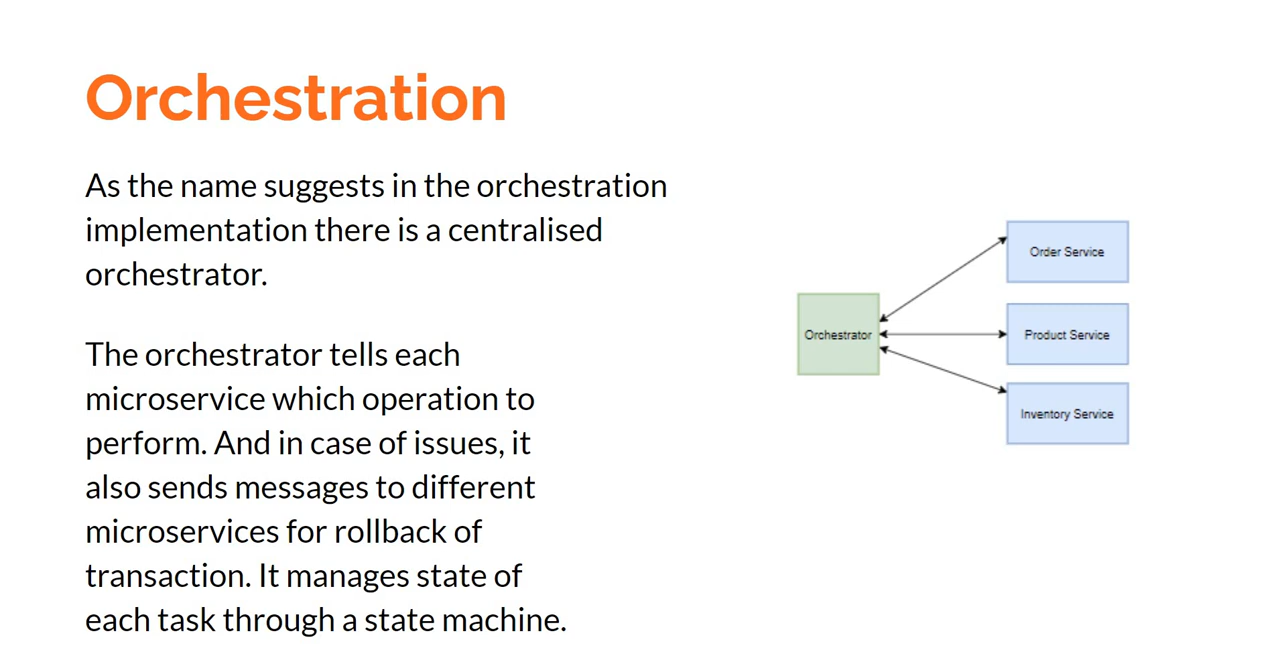 Orchestration
As the name suggests in the orchestration
implementation there is a centralised
orchestrator.
The orchestrator tells each
microservice which operation to
perform. And in case of issues, it
also sends messages to different
microservices for rollback of
transaction. It manages state of
each task through a state machine.
Order Service
Orchestrator
Product Service
Inventory Service